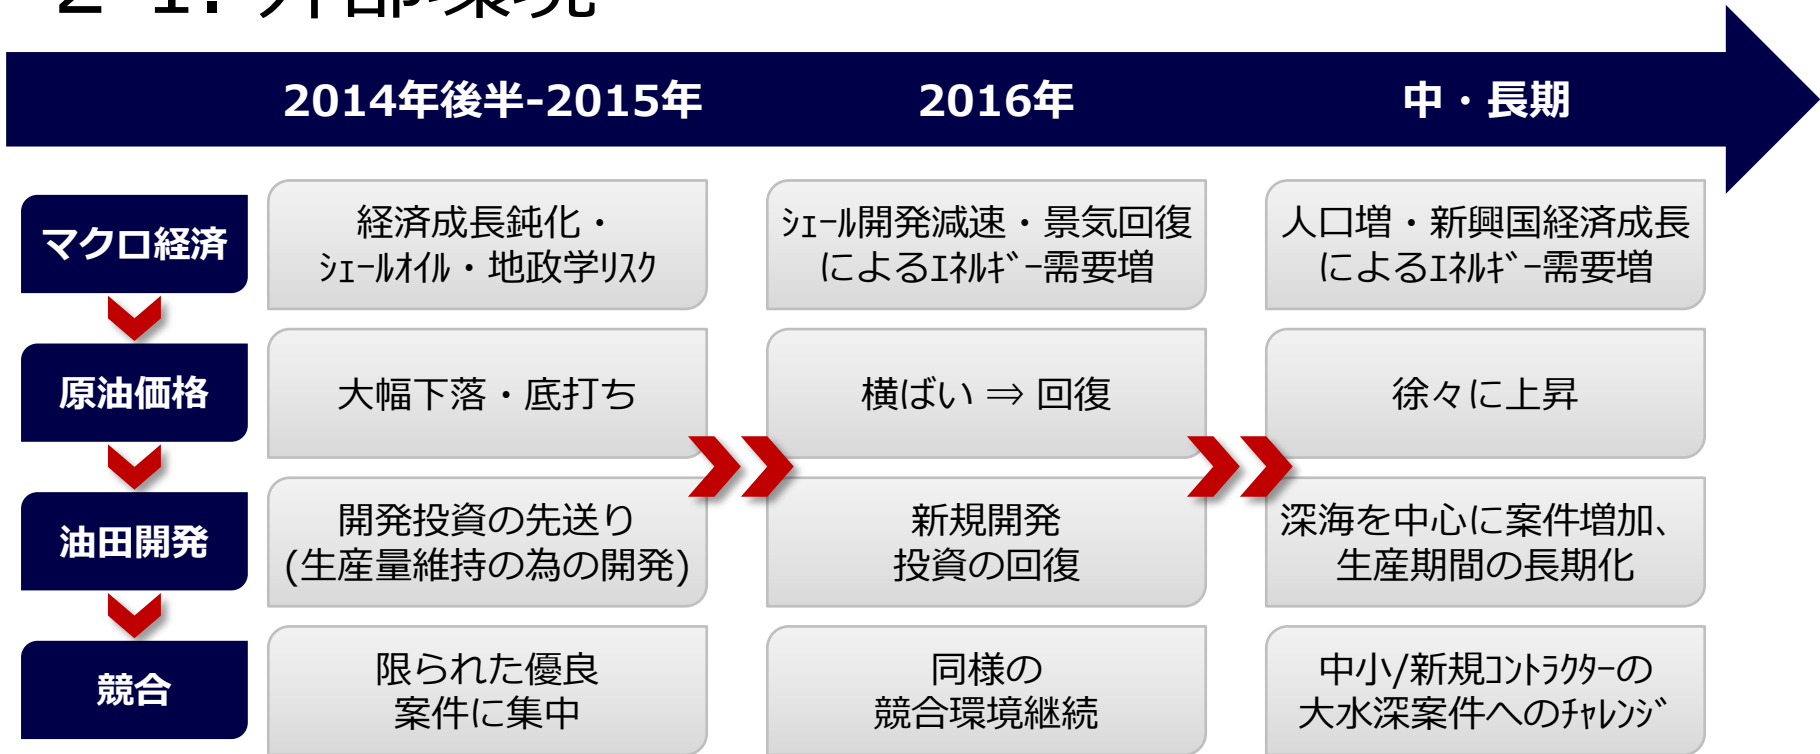 2-1. 外部環境
2014年後半-2015年
2016年
中・長期
マクロ経済
経済成長鈍化・
ｼｪｰﾙｵｲﾙ・地政学ﾘｽｸ
ｼｪｰﾙ開発減速・景気回復
によるｴﾈﾙｷﾞｰ需要増
人口増・新興国経済成長
によるｴﾈﾙｷﾞｰ需要増
原油価格
大幅下落・底打ち
横ばい ⇒ 回復
徐々に上昇
油田開発
開発投資の先送り
(生産量維持の為の開発)
新規開発
投資の回復
深海を中心に案件増加、
生産期間の長期化
競合
限られた優良
案件に集中
同様の
競合環境継続
中小/新規ｺﾝﾄﾗｸﾀｰの
大水深案件へのﾁｬﾚﾝｼﾞ